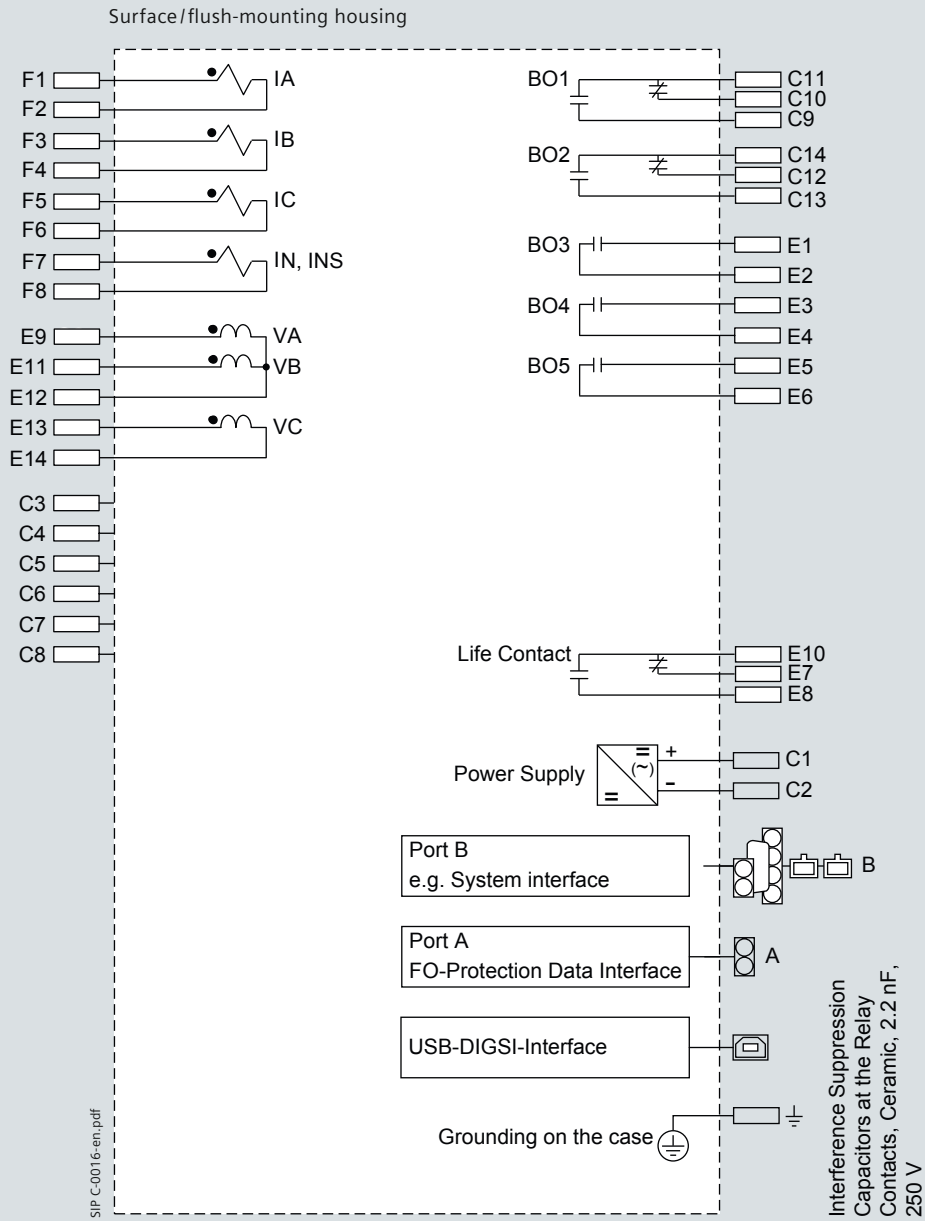 Surface/flush-mounting housing
F1
IA
F2
F3
IB
F4
F5
IC
F6
F7
IN, INS
F8
E9
VA
E11
VB
E12
E13
VC
E14
C3
C4
C5
C6
C7
C8
BO1
C11
C10
C9
BO2
C14
C12
C13
BO3
E1
E2
BO4
E3
E4
BO5
E5
E6
Life Contact
E10
E7
E8
Power Supply
=
(~)
=
+
-
C1
C2
Port B
e.g. System interface
B
Port A
FO-Protection Data Interface
A
USB-DIGSI-Interface
Grounding on the case
Interference Suppression
Capacitors at the Relay
Contacts, Ceramic, 2.2 nF,
250 V
SIP C-0016-en.pdf